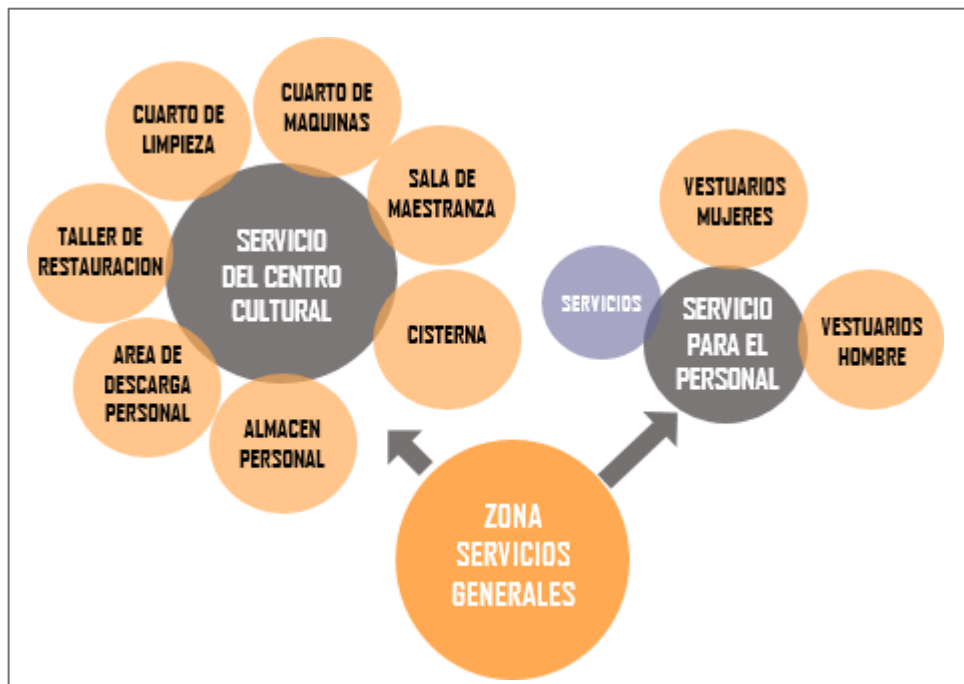 CUARTO DE
LIMPIEZA
CUARTO DE
MAQUINAS
SALA DE
MAESTRANZA
TALLER DE
RESTAURACION
SERVICIO
DEL CENTRO
CULTURAL
CISTERNA
AREA DE
DESCARGA
PERSONAL
ALMACEN
PERSONAL
VESTUARIOS
MUJERES
SERVICIOS
SERVICIO
PARA EL
PERSONAL
VESTUARIOS
HOMBRE
ZONA
SERVICIOS
GENERALES